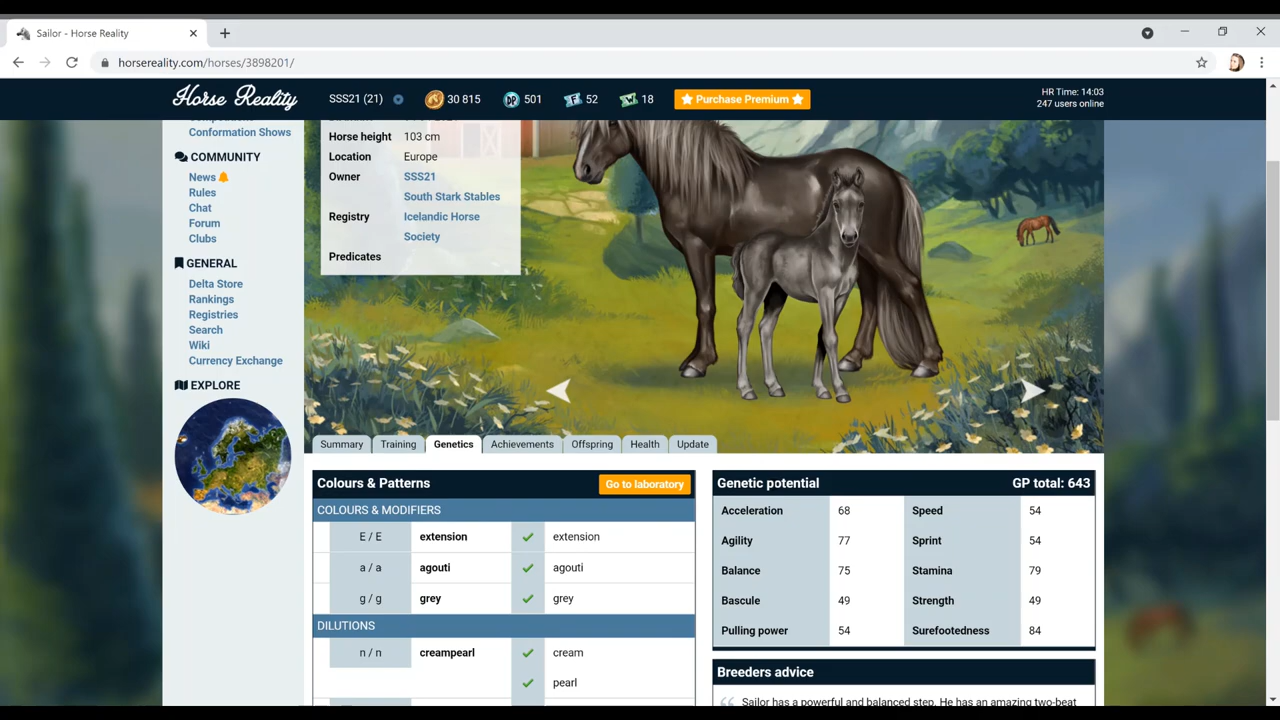 Sailor - Horse Reality
horsereality.com/horses/3898201/
Horse Reality
SSS21 (21)
30 815
DP 501
52
18
Purchase Premium
HR Time: 14:03
247 users online
Conformation Shows
COMMUNITY
News
Rules
Chat
Forum
Clubs
GENERAL
Delta Store
Rankings
Registries
Search
Wiki
Currency Exchange
EXPLORE
Horse height 103 cm
Location Europe
Owner SSS21
South Stark Stables
Registry Icelandic Horse
Society
Predicates
Summary Training Genetics Achievements Offspring Health Update
Colours & Patterns Go to laboratory
COLOURS & MODIFIERS
E / E extension extension
a / a agouti agouti
g / g grey grey
DILUTIONS
n / n creampearl cream
pearl
Genetic potential GP total: 643
Acceleration 68 Speed 54
Agility 77 Sprint 54
Balance 75 Stamina 79
Bascule 49 Strength 49
Pulling power 54 Surefootedness 84
Breeders advice
Sailor has a powerful and balanced step. He has an amazing two-beat